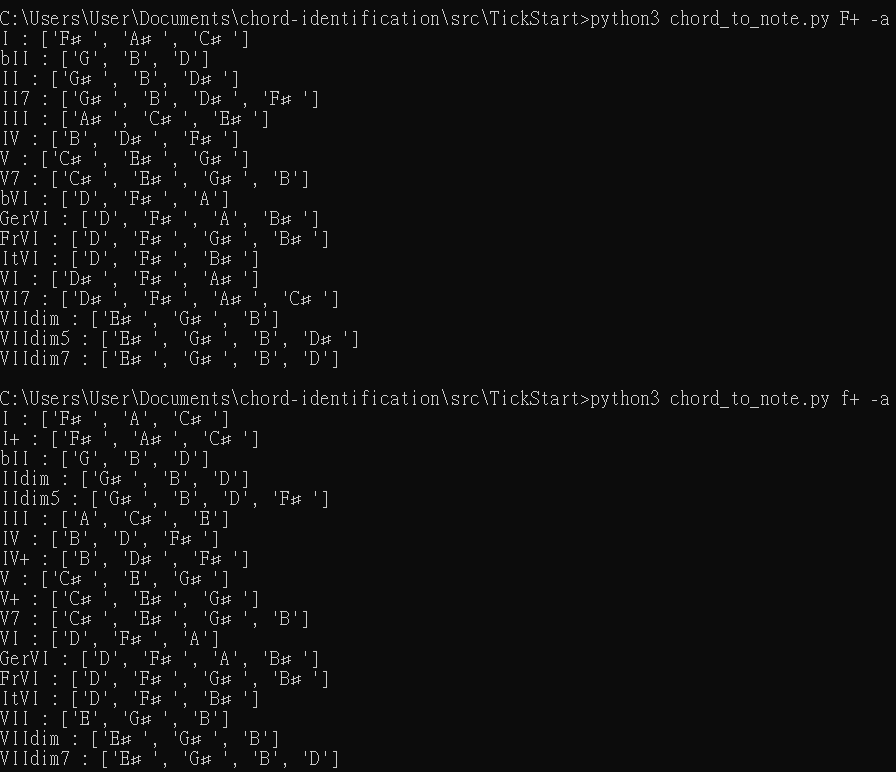 C:\Users\User\Documents\chord-identification\src\TickStart>python3 chord_to_note.py F+ -a
I : ['F♯ ', 'A♯ ', 'C♯ ']
bII : ['G', 'B', 'D']
II : ['G♯ ', 'B', 'D♯ ']
II7 : ['G♯ ', 'B', 'D♯ ', 'F♯ ']
III : ['A♯ ', 'C♯ ', 'E♯ ']
IV : ['B', 'D♯ ', 'F♯ ']
V : ['C♯ ', 'E♯ ', 'G♯ ']
V7 : ['C♯ ', 'E♯ ', 'G♯ ', 'B']
bVI : ['D', 'F♯ ', 'A']
GerVI : ['D', 'F♯ ', 'A', 'B♯ ']
FrVI : ['D', 'F♯ ', 'G♯ ', 'B♯ ']
ItVI : ['D', 'F♯ ', 'B♯ ']
VI : ['D♯ ', 'F♯ ', 'A♯ ']
VI7 : ['D♯ ', 'F♯ ', 'A♯ ', 'C♯ ']
VIIdim : ['E♯ ', 'G♯ ', 'B']
VIIdim5 : ['E♯ ', 'G♯ ', 'B', 'D♯ ']
VIIdim7 : ['E♯ ', 'G♯ ', 'B', 'D']
C:\Users\User\Documents\chord-identification\src\TickStart>python3 chord_to_note.py f+ -a
I : ['F♯ ', 'A', 'C♯ ']
I+ : ['F♯ ', 'A♯ ', 'C♯ ']
bII : ['G', 'B', 'D']
IIdim : ['G♯ ', 'B', 'D']
IIdim5 : ['G♯ ', 'B', 'D', 'F♯ ']
III : ['A', 'C♯ ', 'E']
IV : ['B', 'D', 'F♯ ']
IV+ : ['B', 'D♯ ', 'F♯ ']
V : ['C♯ ', 'E', 'G♯ ']
V+ : ['C♯ ', 'E♯ ', 'G♯ ']
V7 : ['C♯ ', 'E♯ ', 'G♯ ', 'B']
VI : ['D', 'F♯ ', 'A']
GerVI : ['D', 'F♯ ', 'A', 'B♯ ']
FrVI : ['D', 'F♯ ', 'G♯ ', 'B♯ ']
ItVI : ['D', 'F♯ ', 'B♯ ']
VII : ['E', 'G♯ ', 'B']
VIIdim : ['E♯ ', 'G♯ ', 'B']
VIIdim7 : ['E♯ ', 'G♯ ', 'B', 'D']